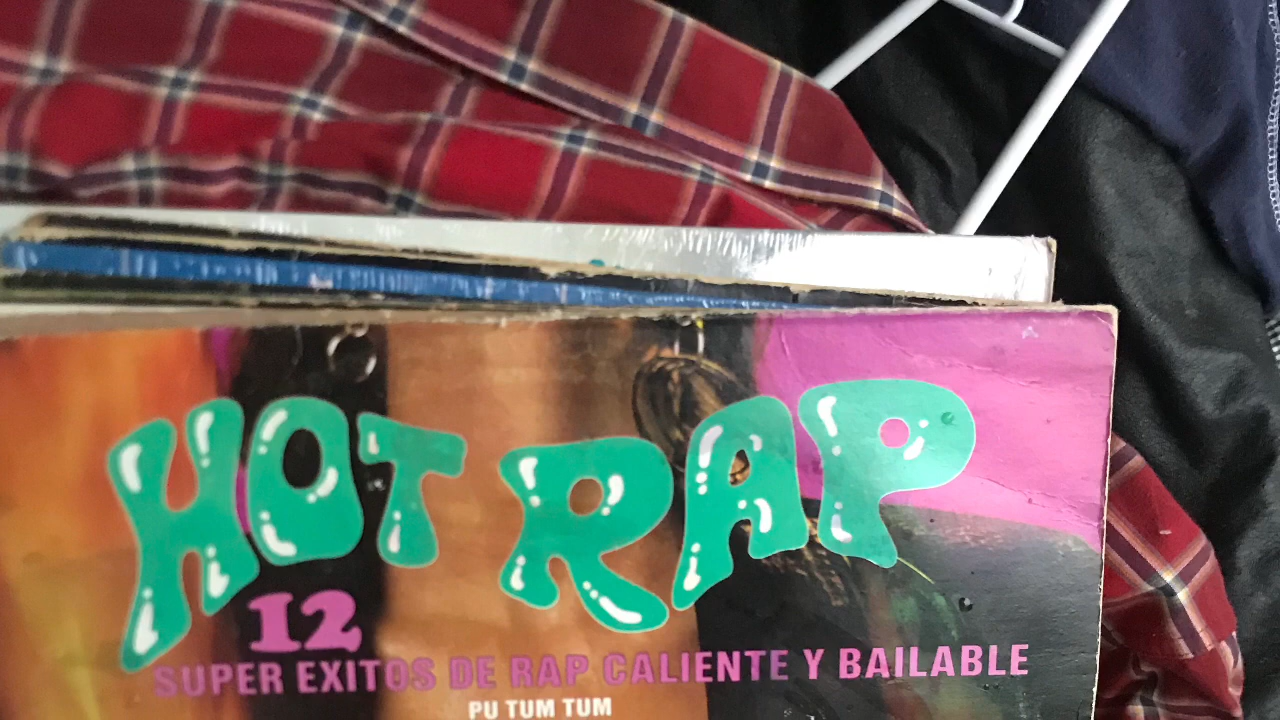 HOT RAP
12
SUPER EXITOS DE RAP CALIENTE Y BAILABLE
PU TUM TUM